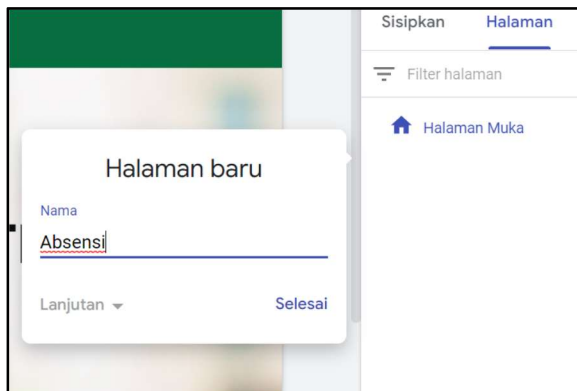 Sisipkan Halaman
Filter halaman
Halaman Muka
Halaman baru
Nama
Absensi
Lanjutan
Selesai